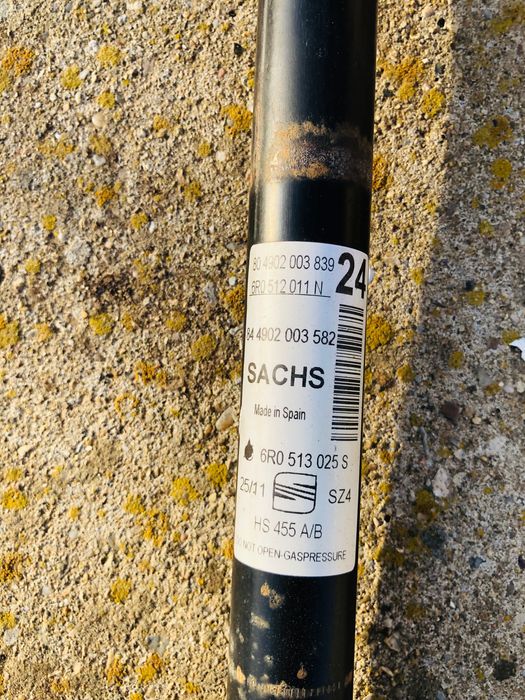 80 4902 003 839
24
6R0 512 011 N
84 4902 003 582
SACHS
Made in Spain
6R0 513 025 S
25/11
SZ4
HS 455 A/B
DO NOT OPEN-GASPRESSURE